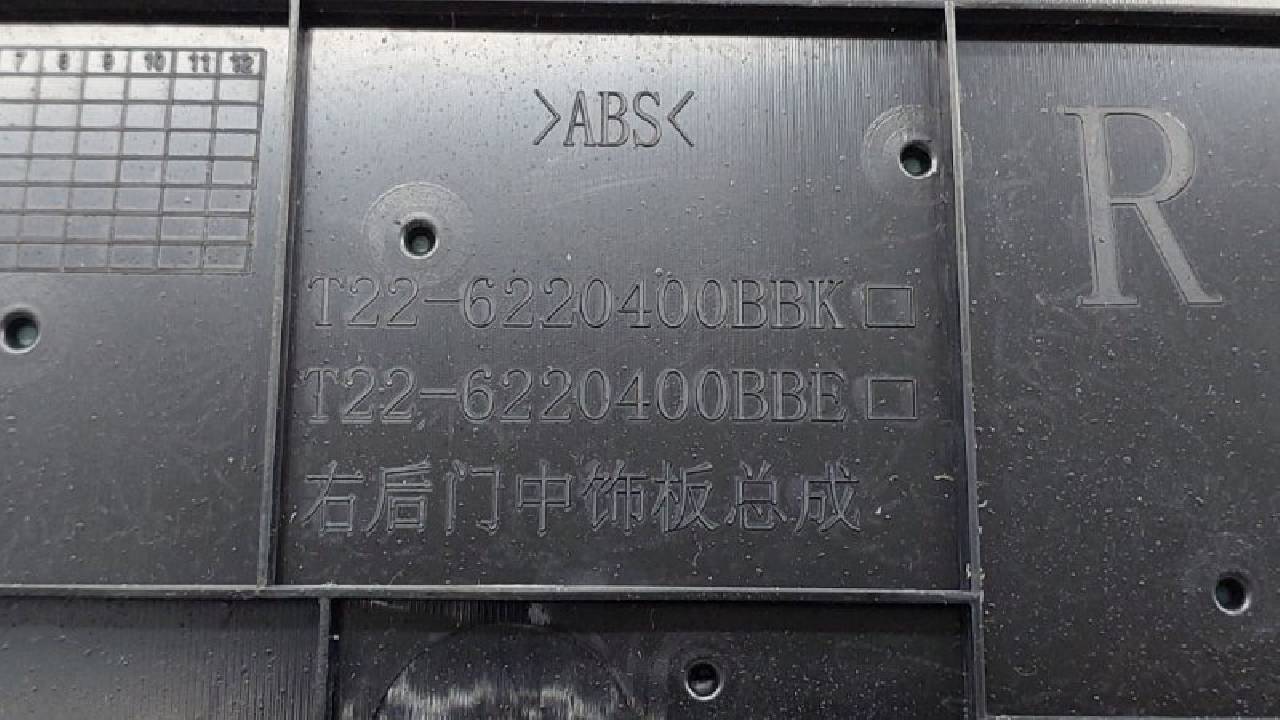 7 8 9 10 11 12
>ABS<
R
T22-6220400BBK□
T22-6220400BBE□
右后门中饰板总成